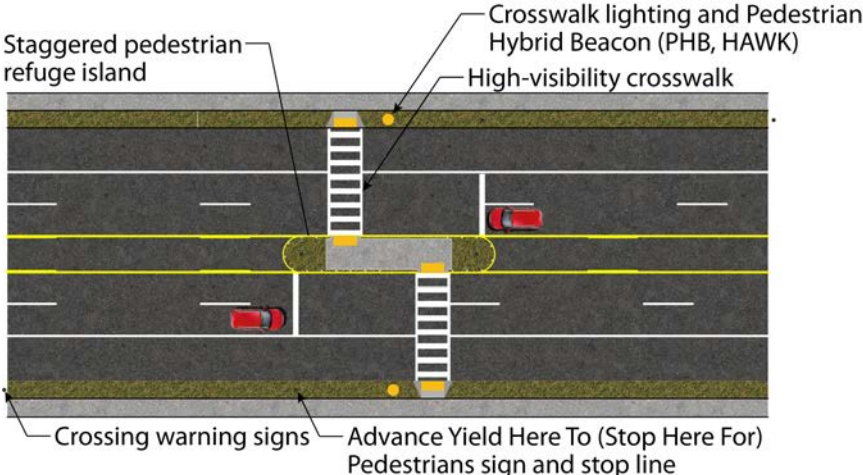 Crosswalk lighting and Pedestrian
Hybrid Beacon (PHB, HAWK)
Staggered pedestrian
refuge island
High-visibility crosswalk
Crossing warning signs
Advance Yield Here To (Stop Here For)
Pedestrians sign and stop line